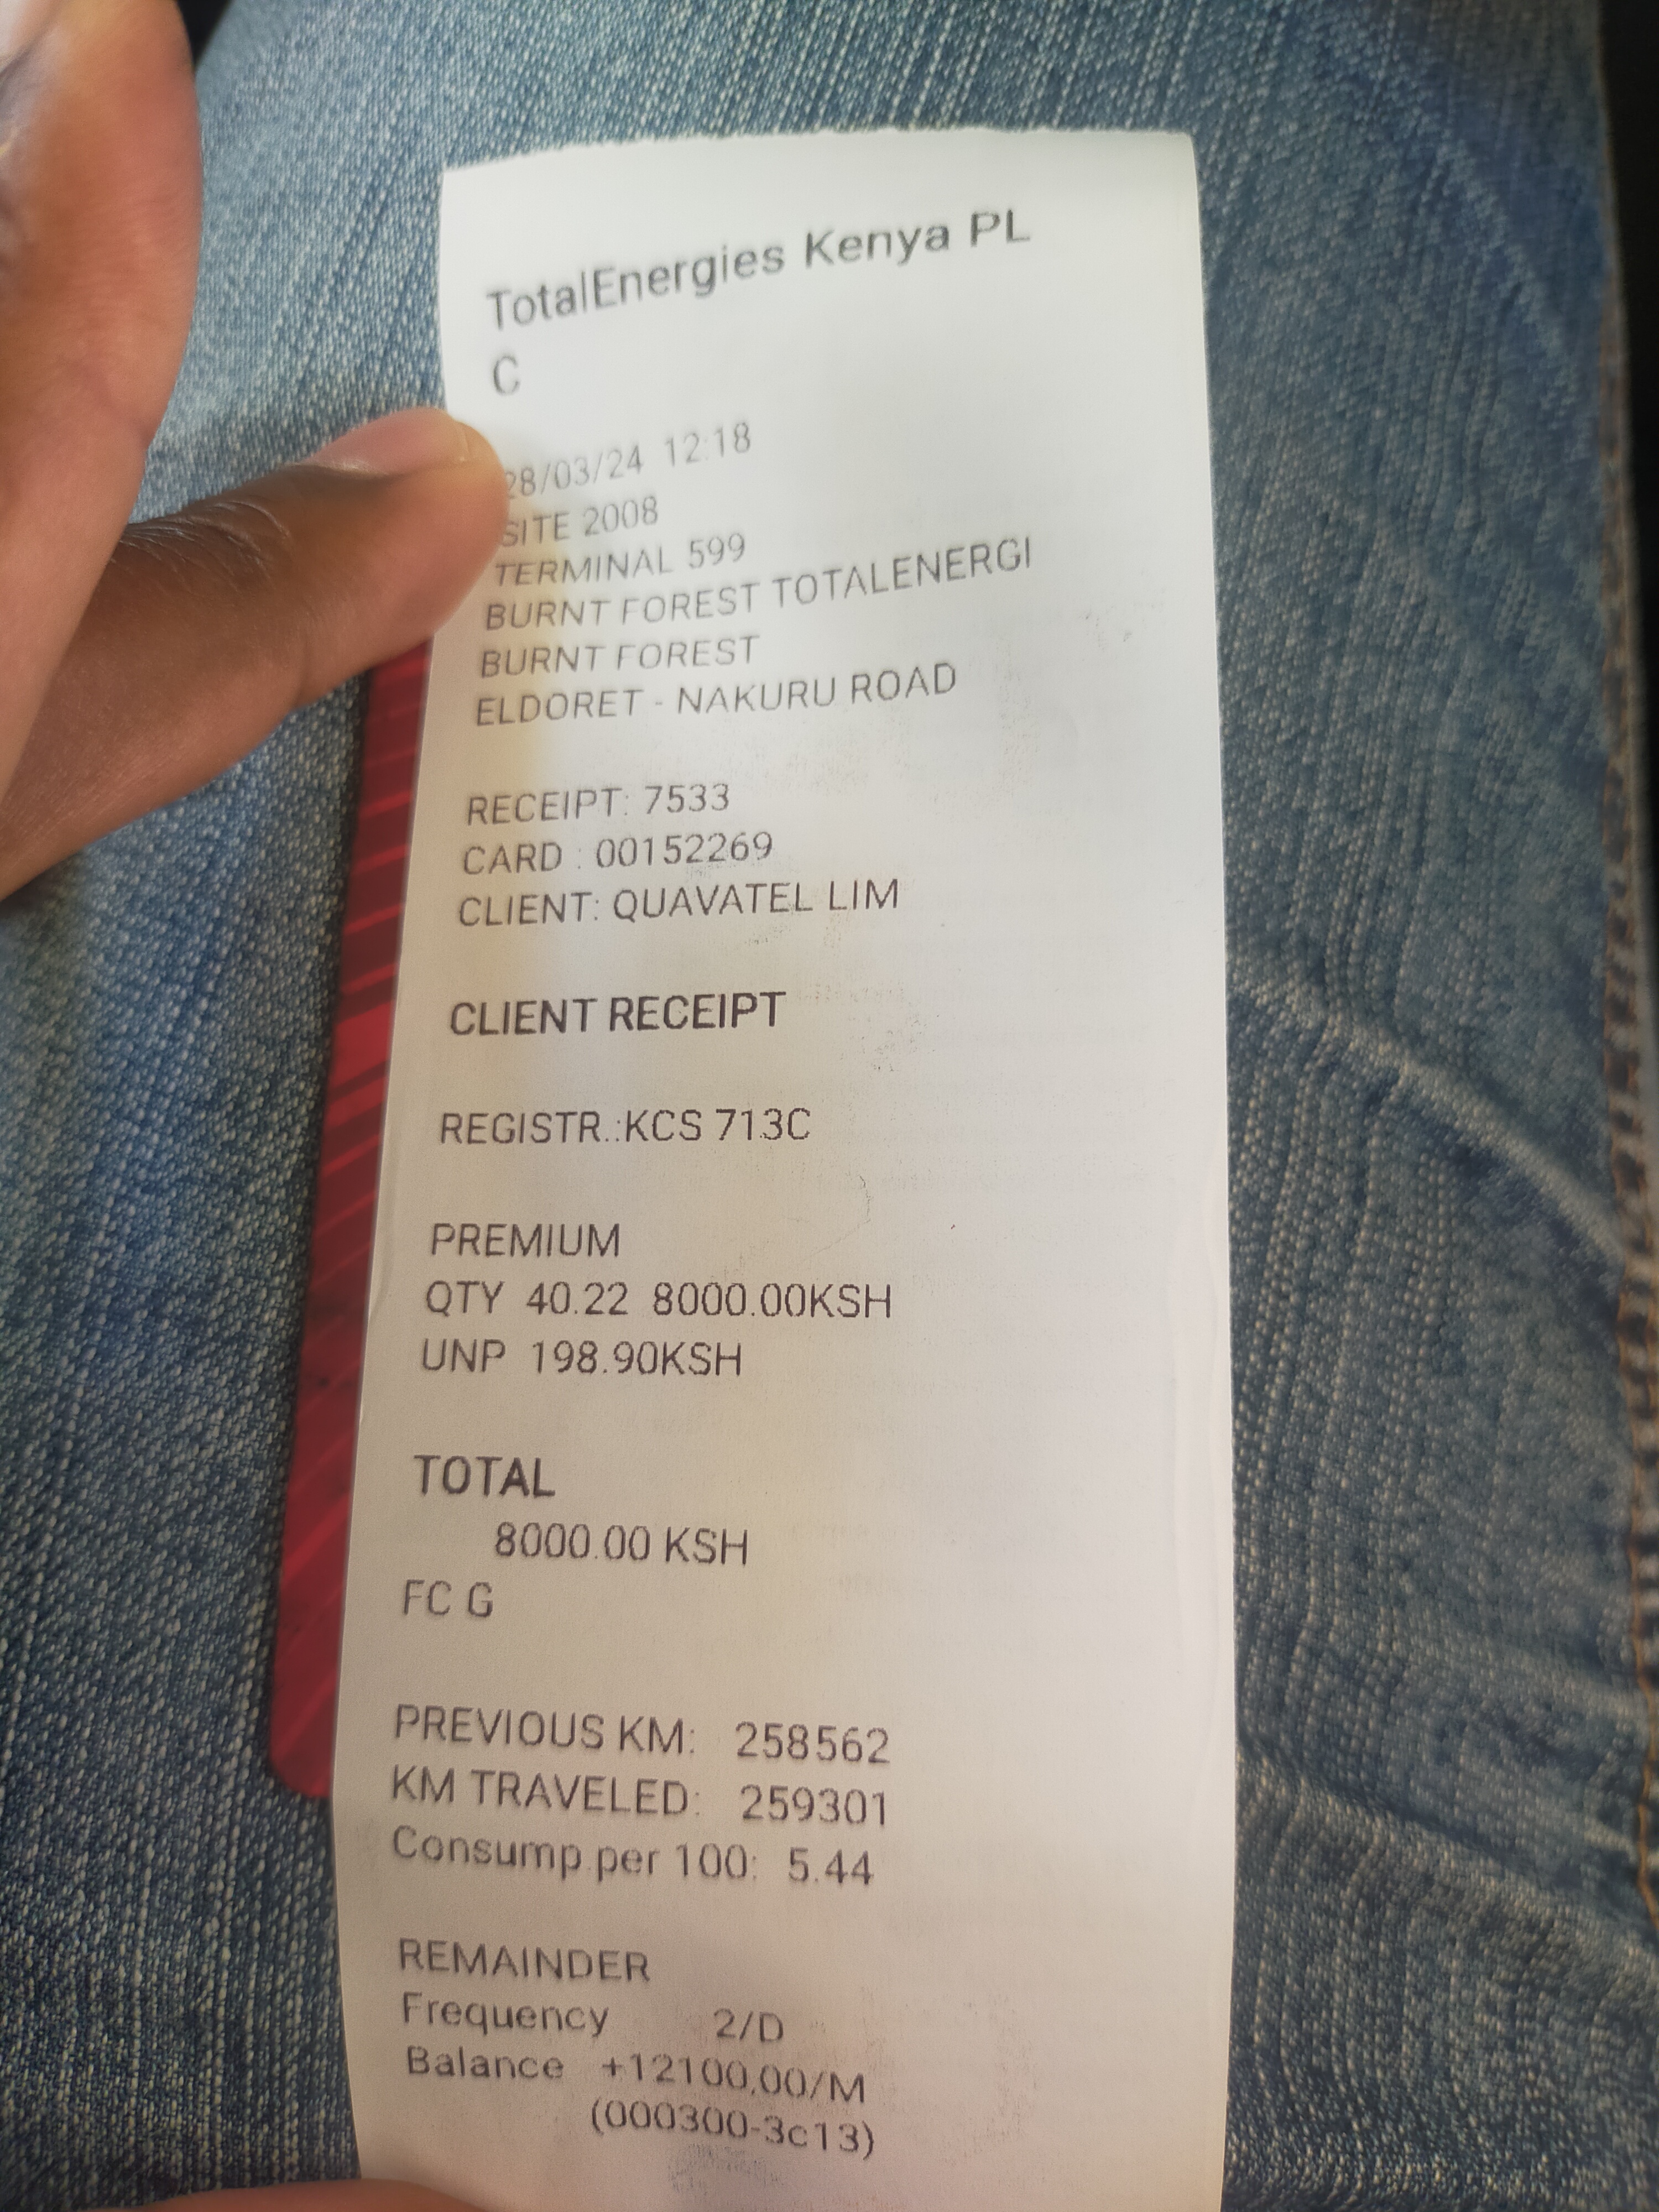 TotalEnergies Kenya PL
C
28/03/24 12:18
SITE 2008
TERMINAL 599
BURNT FOREST TOTALENERGI
BURNT FOREST
ELDORET - NAKURU ROAD
RECEIPT: 7533
CARD : 00152269
CLIENT: QUAVATEL LIM
CLIENT RECEIPT
REGISTR.:KCS 713C
PREMIUM
QTY 40.22 8000.00KSH
UNP 198.90KSH
TOTAL
8000.00 KSH
FC G
PREVIOUS KM: 258562
KM TRAVELED: 259301
Consump per 100: 5.44
REMAINDER
Frequency 2/D
Balance +12100,00/M
(000300-3c13)